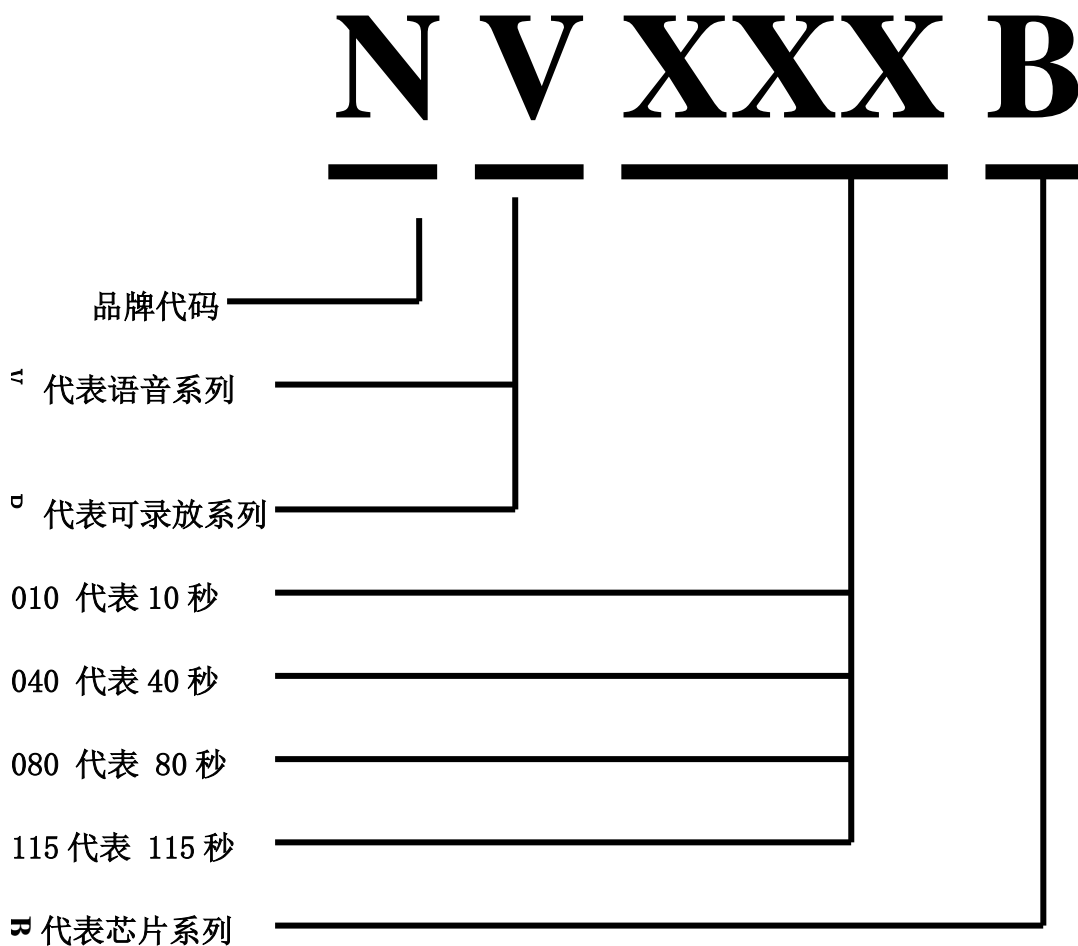 N V XXX B
品牌代码
V 代表语音系列
代表可录放系列
010 代表 10 秒
040 代表 40 秒
080 代表 80 秒
115 代表 115 秒
B 代表芯片系列